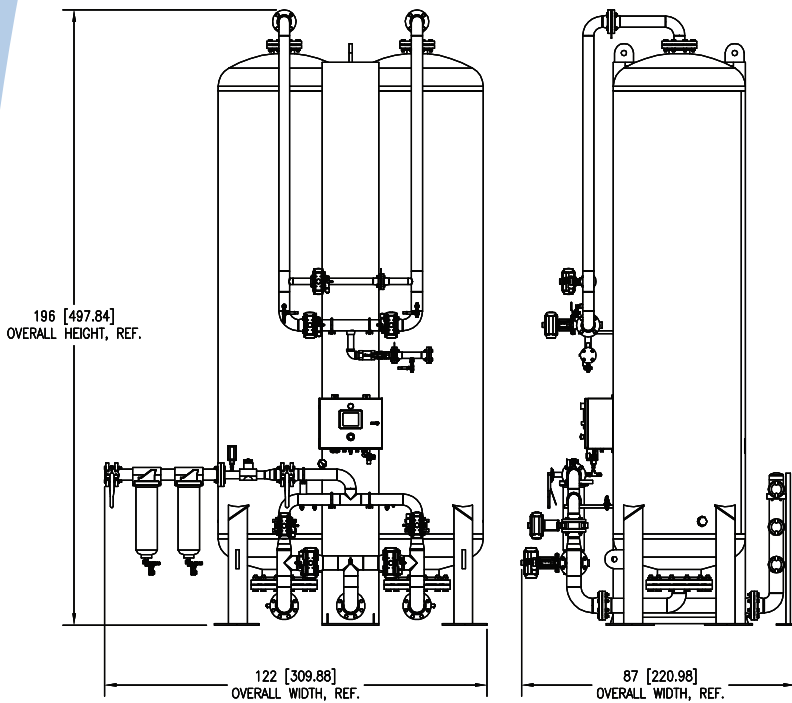 196 [497.84]
OVERALL HEIGHT, REF.
122 [309.88]
OVERALL WIDTH, REF.
87 [220.98]
OVERALL WIDTH, REF.